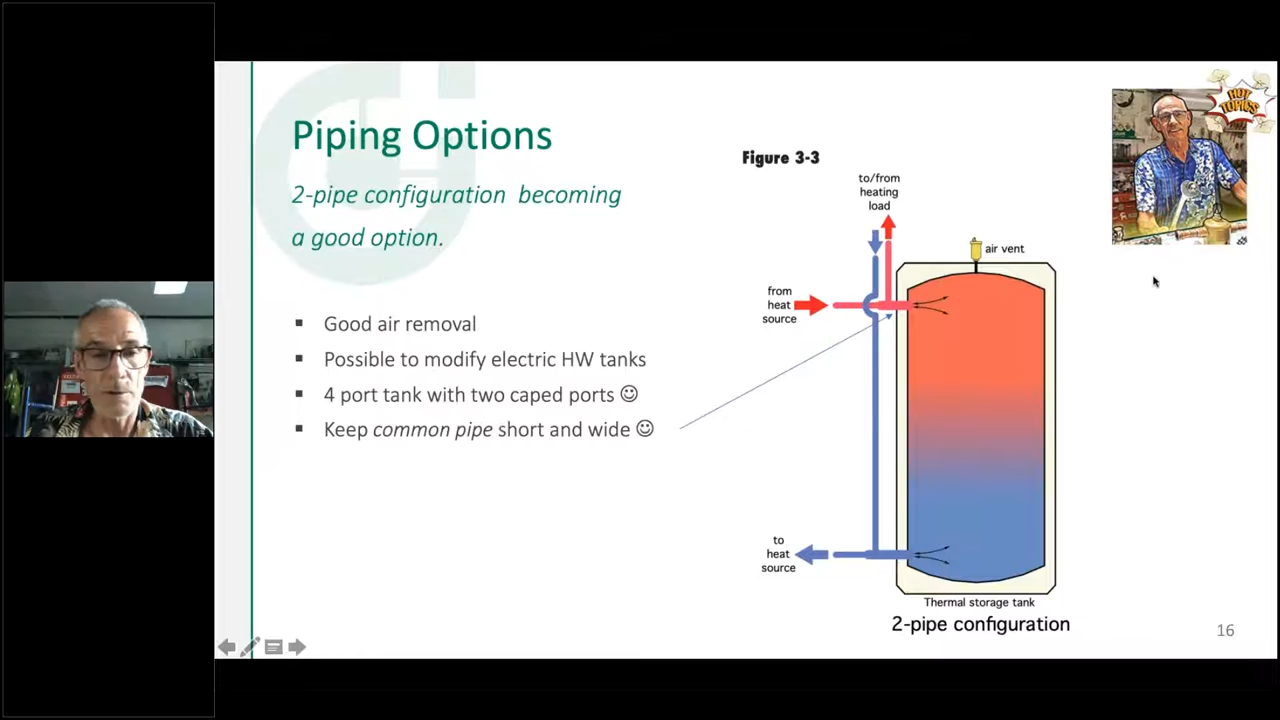 Piping Options
2-pipe configuration becoming
a good option.
Good air removal
Possible to modify electric HW tanks
4 port tank with two caped ports ☺
Keep common pipe short and wide ☺
Figure 3-3
to/from
heating
load
air vent
from
heat
source
to
heat
source
Thermal storage tank
2-pipe configuration
HOT
TOPICS
16